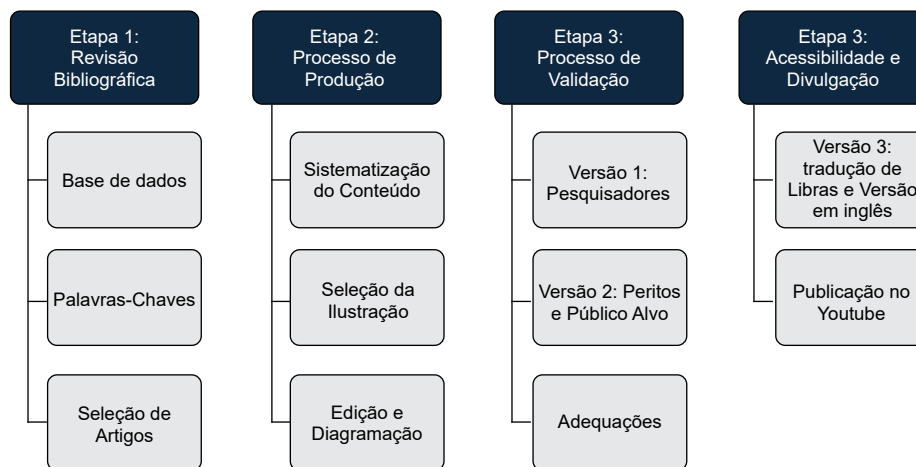 Etapa 1:
Revisão
Bibliográfica
Base de dados
Palavras-Chaves
Seleção de
Artigos
Etapa 2:
Processo de
Produção
Sistematização
do Conteúdo
Seleção da
Ilustração
Edição e
Diagramação
Etapa 3:
Processo de
Validação
Versão 1:
Pesquisadores
Versão 2: Peritos
e Público Alvo
Adequações
Etapa 3:
Acessibilidade e
Divulgação
Versão 3:
tradução de
Libras e Versão
em inglês
Publicação no
Youtube